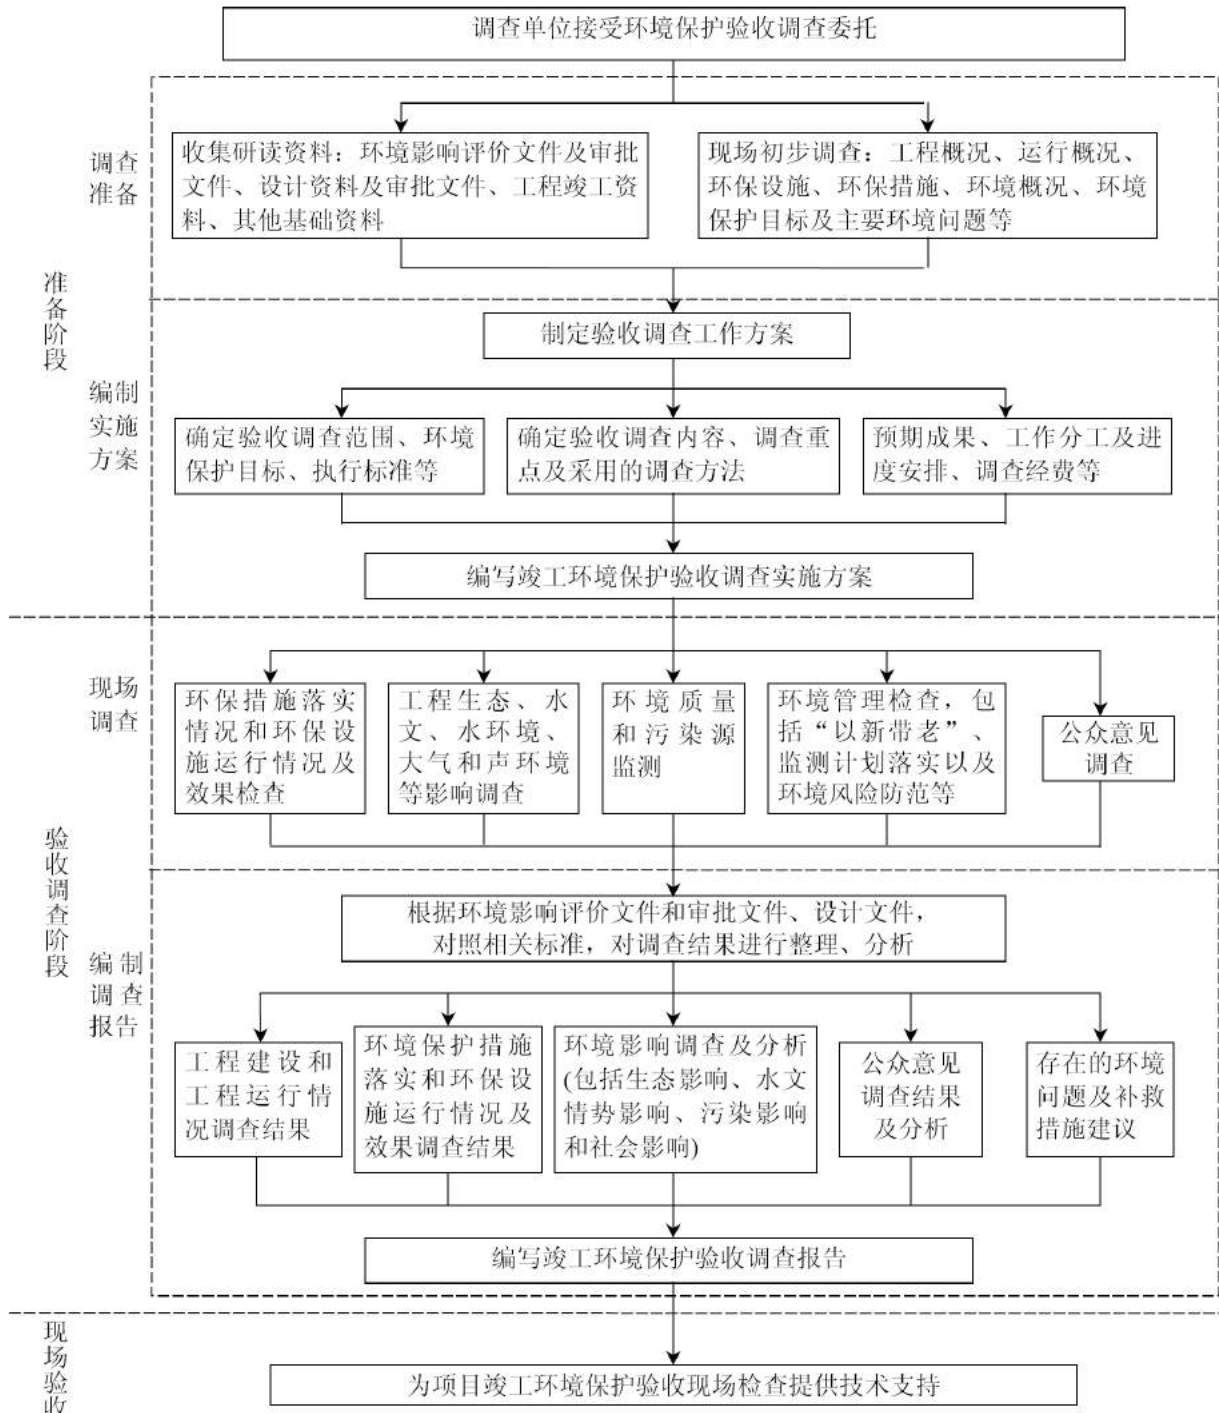 调查单位接受环境保护验收调查委托
调查
准备
收集研读资料：环境影响评价文件及审批
文件、设计资料及审批文件、工程竣工资
料、其他基础资料
现场初步调查：工程概况、运行概况、
环保设施、环保措施、环境概况、环境
保护目标及主要环境问题等
准备阶段
制定验收调查工作方案
编制
实施
方案
确定验收调查范围、环境
保护目标、执行标准等
确定验收调查内容、调查重
点及采用的调查方法
预期成果、工作分工及进
度安排、调查经费等
编写竣工环境保护验收调查实施方案
现场
调查
环保措施落实
情况和环保设
施运行情况及
效果检查
工程生态、水
文、水环境、
大气和声环境
等影响调查
环境质量
和污染源
监测
环境管理检查，包
括“以新带老”、
监测计划落实以及
环境风险防范等
公众意见
调查
验收调查阶段
根据环境影响评价文件和审批文件、设计文件，
对照相关标准，对调查结果进行整理、分析
编制
调查
报告
工程建设和
工程运行情
况调查结果
环境保护措施
落实和环保设
施运行情况及
效果调查结果
环境影响调查及分析
(包括生态影响、水文
情势影响、污染影响
和社会影响)
公众意见
调查结果
及分析
存在的环境
问题及补救
措施建议
编写竣工环境保护验收调查报告
现场验收
为项目竣工环境保护验收现场检查提供技术支持